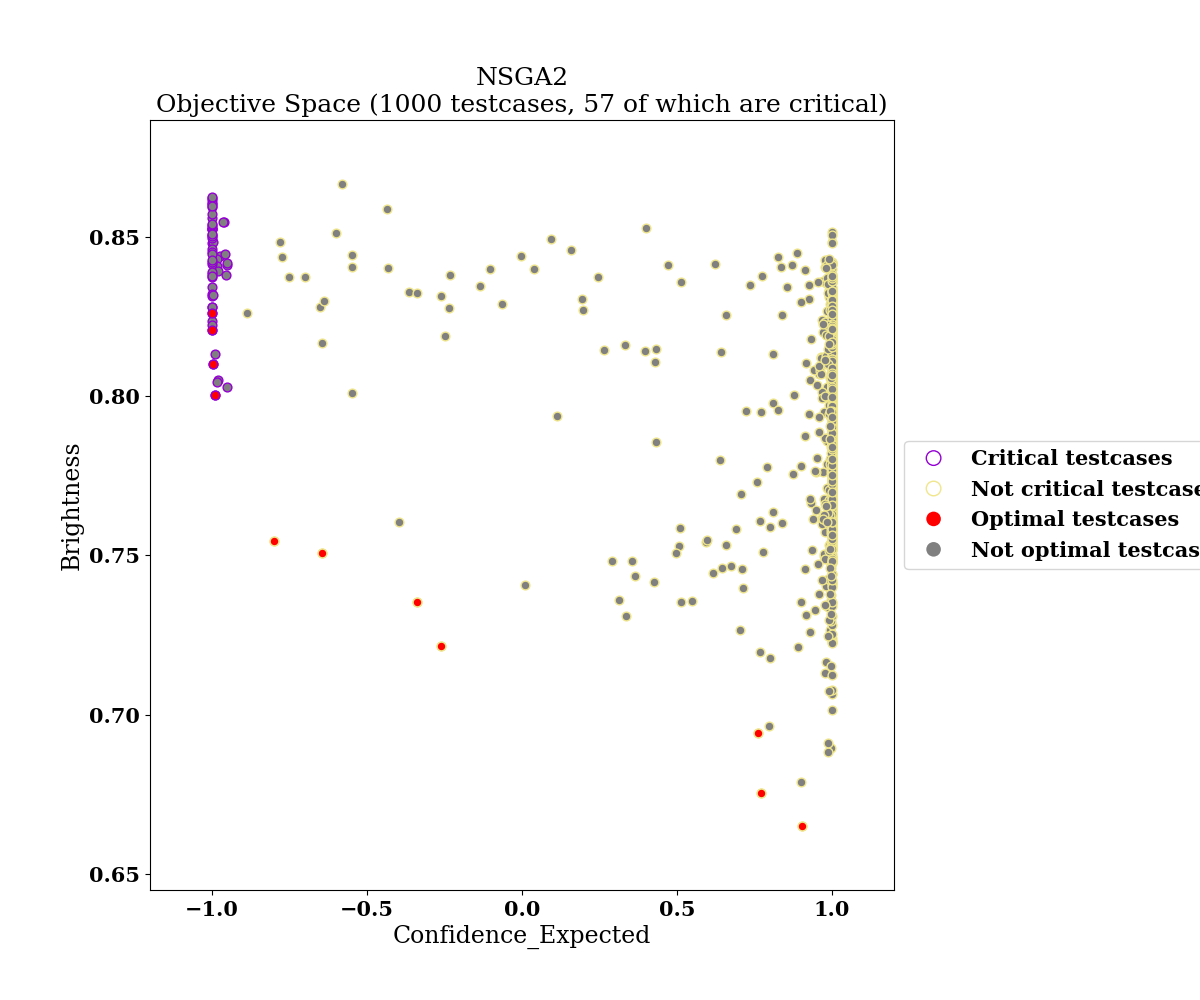 NSGA2
Objective Space (1000 testcases, 57 of which are critical)
0.85
0.80
0.75
0.70
0.65
Brightness
−1.0
−0.5
0.0
0.5
1.0
Confidence_Expected
Critical testcases
Not critical testcase
Optimal testcases
Not optimal testcas